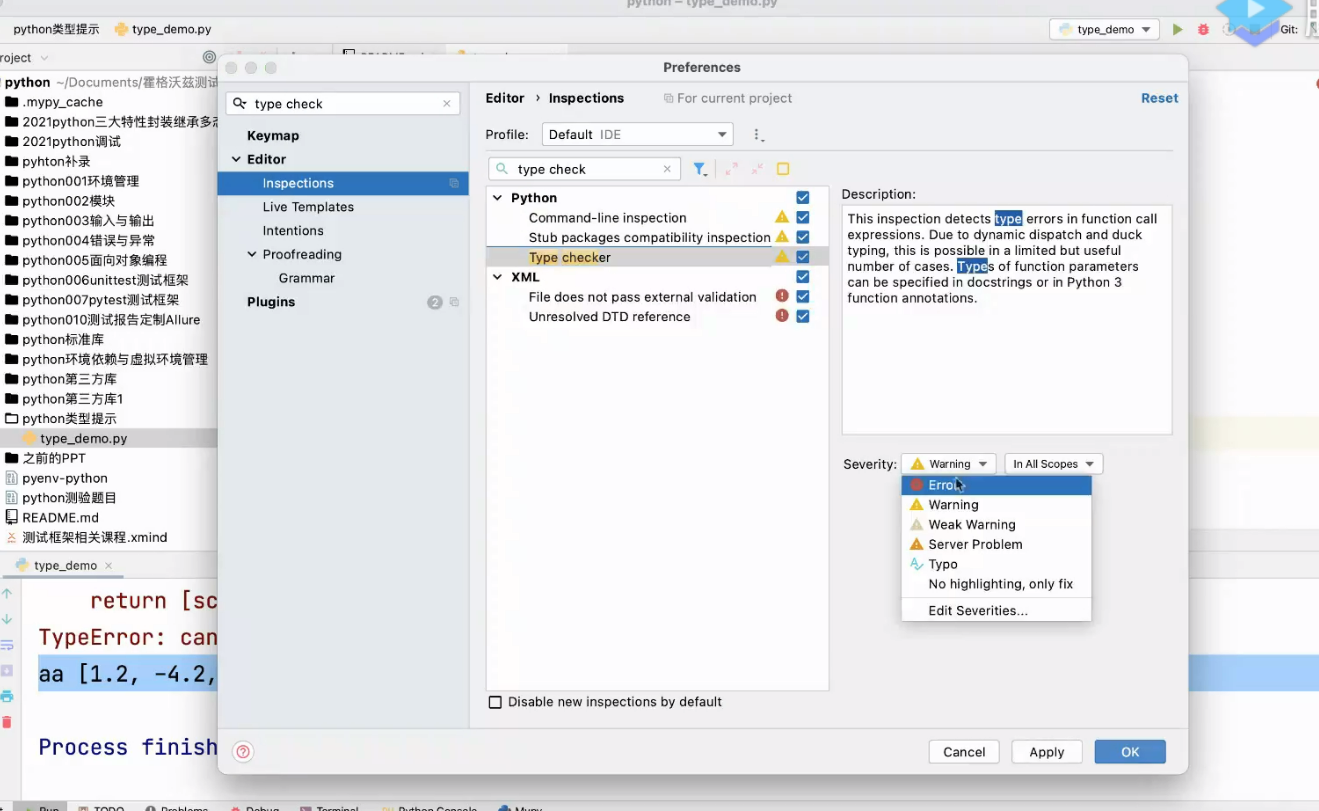 python – type_demo.py
python类型提示
type_demo.py
type_demo
Git:
roject
Preferences
python ~/Documents/霍格沃兹测试
.mypy_cache
2021python三大特性封装继承多态
2021python调试
pyhton补录
python001环境管理
python002模块
python003输入与输出
python004错误与异常
python005面向对象编程
python006unittest测试框架
python007pytest测试框架
python010测试报告定制Allure
python标准库
python环境依赖与虚拟环境管理
python第三方库
python第三方库1
python类型提示
type_demo.py
之前的PPT
pyenv-python
python测验题目
README.md
测试框架相关课程.xmind
type check
Keymap
Editor
Inspections
Live Templates
Intentions
Proofreading
Grammar
Plugins
2
Editor › Inspections
For current project
Reset
Profile:
Default IDE
type check
Python
Command-line inspection
Stub packages compatibility inspection
Type checker
XML
File does not pass external validation
Unresolved DTD reference
Disable new inspections by default
Description:
This inspection detects type errors in function call
expressions. Due to dynamic dispatch and duck
typing, this is possible in a limited but useful
number of cases. Types of function parameters
can be specified in docstrings or in Python 3
function annotations.
Severity:
Warning
In All Scopes
Error
Warning
Weak Warning
Server Problem
Typo
No highlighting, only fix
Edit Severities...
type_demo
return [sc
TypeError: can
aa [1.2, -4.2,
Process finish
Cancel
Apply
OK
Run
TODO
Problems
Debug
Terminal
Python Console
Mypy